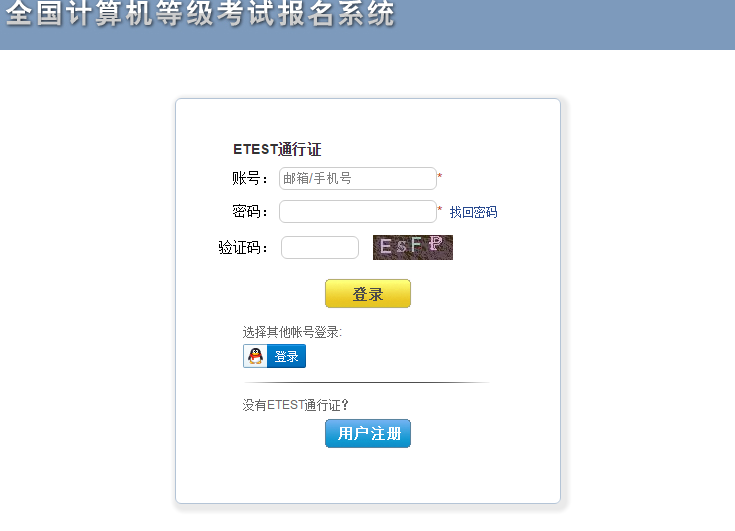 全国计算机等级考试报名系统
ETEST通行证
账号： 邮箱/手机号 *
密码： * 找回密码
验证码： EsFP
登录
选择其他帐号登录:
登录
没有ETEST通行证?
用户注册